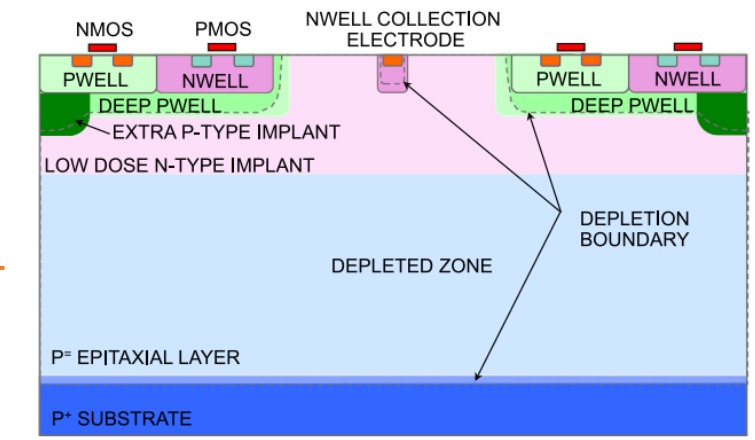 NMOS
PMOS
NWELL COLLECTION
ELECTRODE
PWELL
NWELL
PWELL
NWELL
DEEP PWELL
DEEP PWELL
EXTRA P-TYPE IMPLANT
LOW DOSE N-TYPE IMPLANT
DEPLETION
BOUNDARY
DEPLETED ZONE
P= EPITAXIAL LAYER
P+ SUBSTRATE